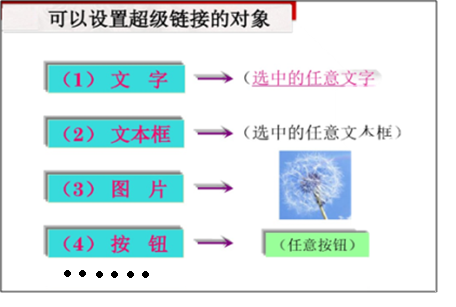 可以设置超级链接的对象
(1) 文 字 (选中的任意文字
(2) 文本框 (选中的任意文本框)
(3) 图 片
(4) 按 钮 (任意按钮)
······